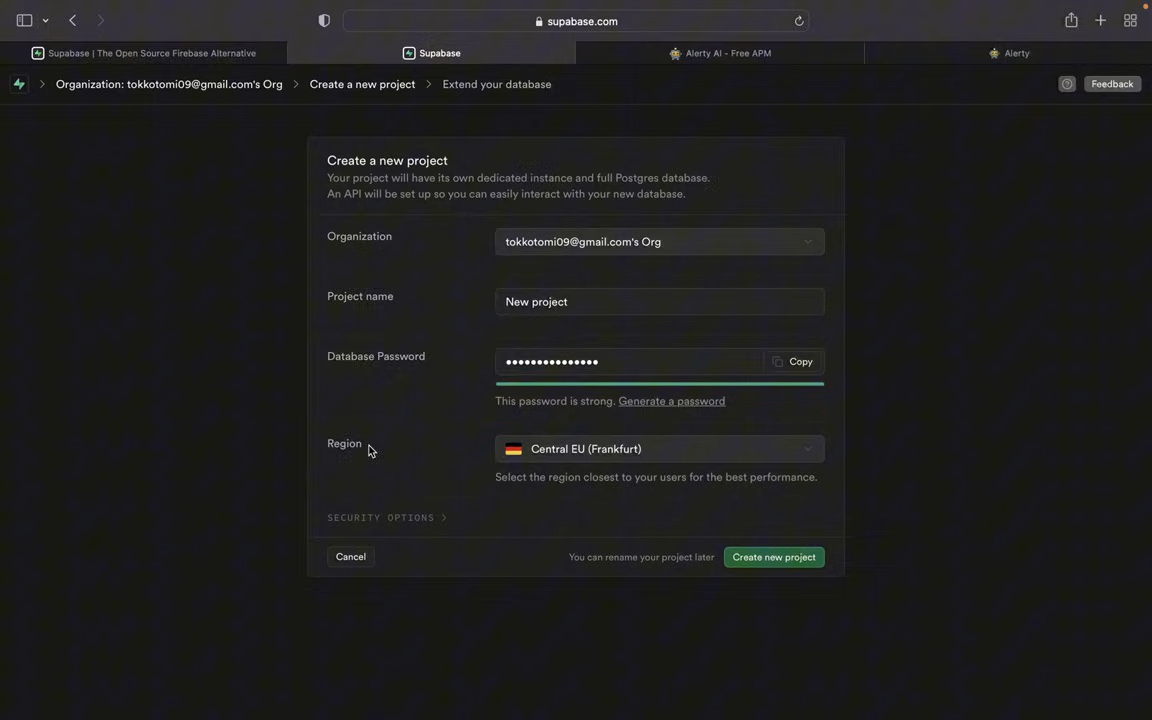 supabase.com
Supabase | The Open Source Firebase Alternative
Supabase
Alerty AI - Free APM
Alerty
Organization: tokkotomi09@gmail.com's Org
Create a new project
Extend your database
Feedback
Create a new project
Your project will have its own dedicated instance and full Postgres database.
An API will be set up so you can easily interact with your new database.
Organization
tokkotomi09@gmail.com's Org
Project name
New project
Database Password
•••••••••••••••
Copy
This password is strong. Generate a password
Region
Central EU (Frankfurt)
Select the region closest to your users for the best performance.
SECURITY OPTIONS
Cancel
You can rename your project later
Create new project